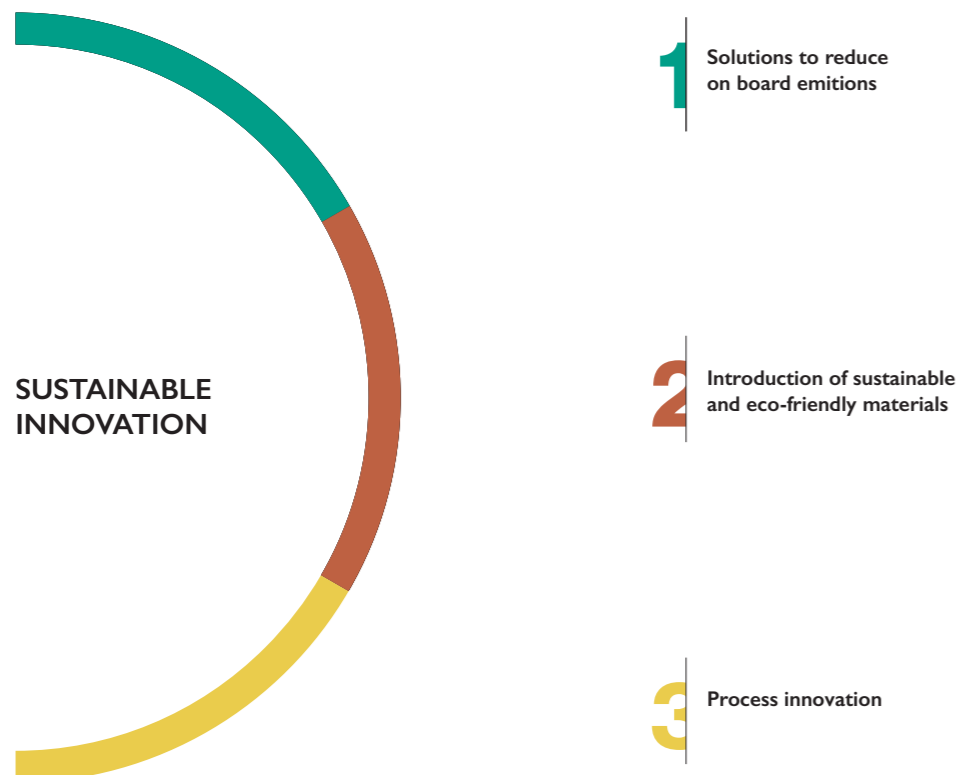 SUSTAINABLE
INNOVATION
1
Solutions to reduce
on board emitions
2
Introduction of sustainable
and eco-friendly materials
3
Process innovation